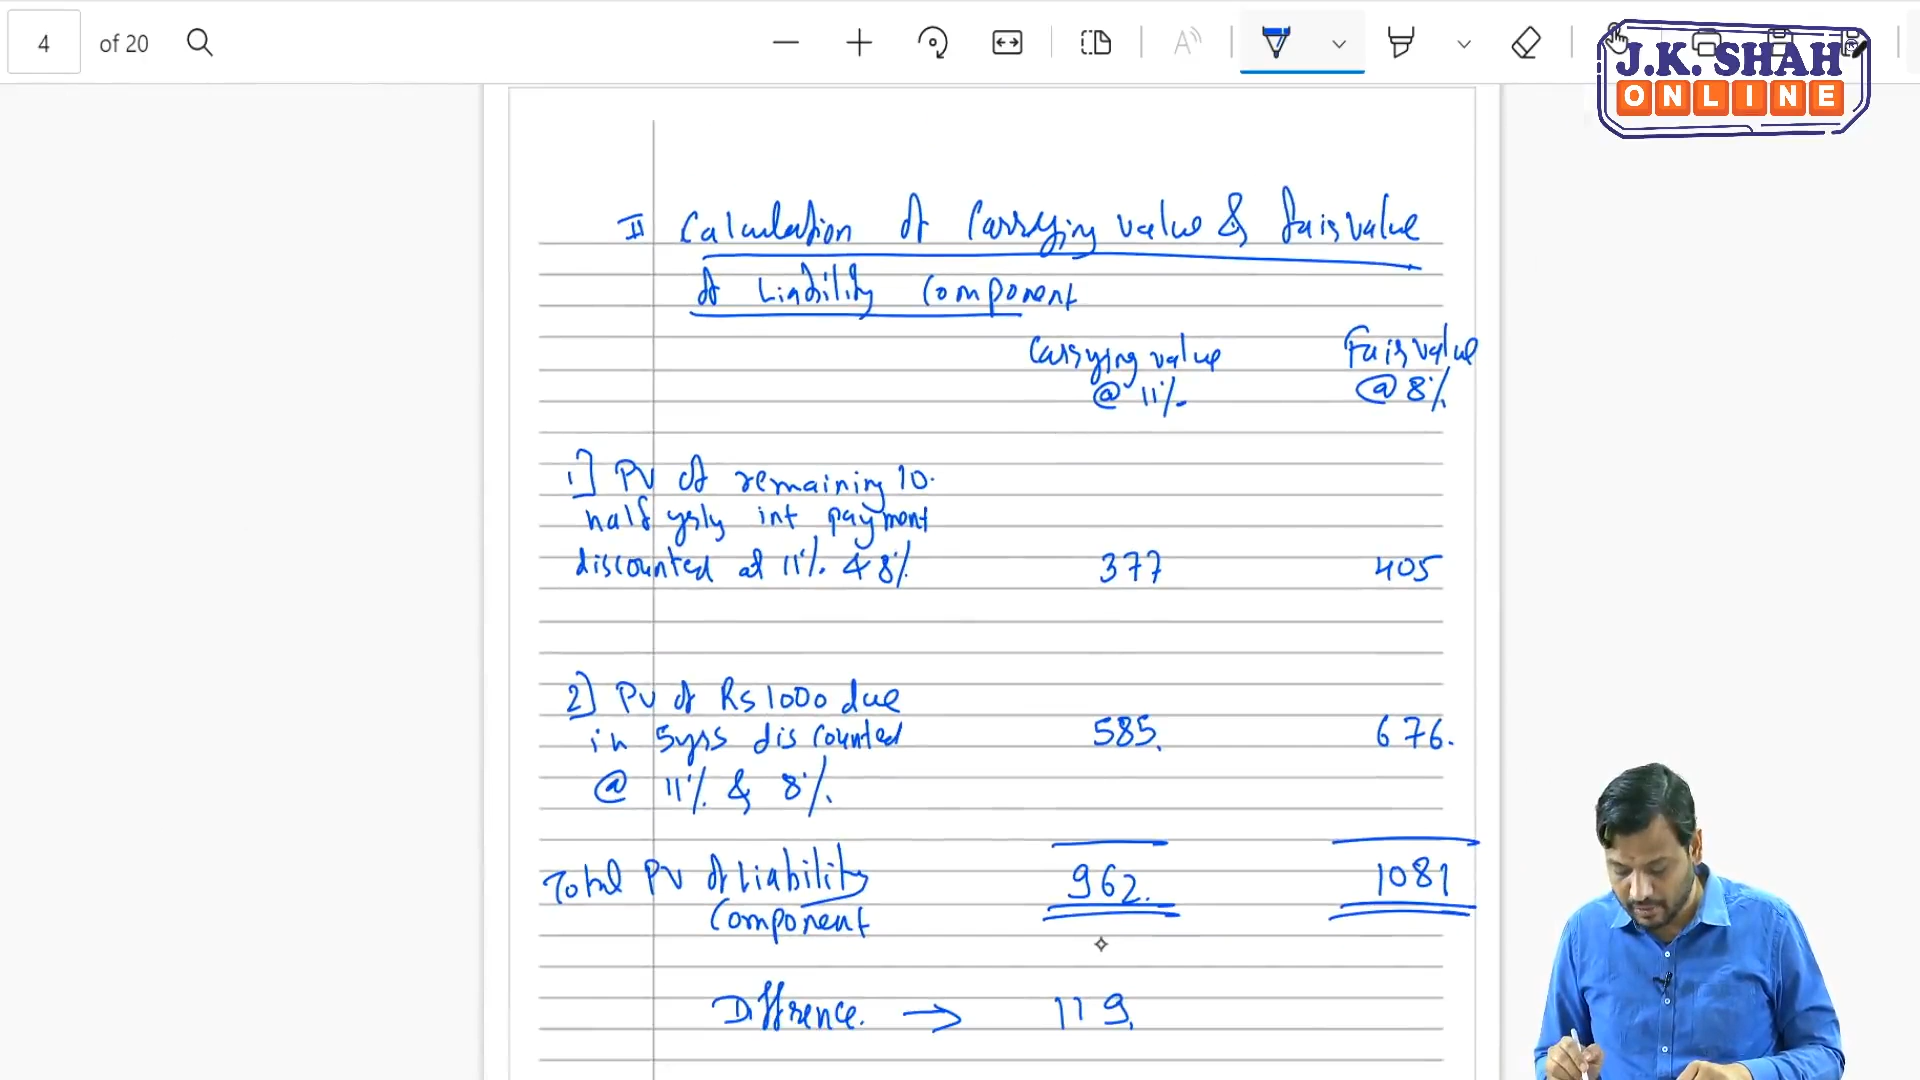 4 of 20
J.K. SHAH
ONLINE
II Calculation of Carrying value & Fair value
of Liability Component
Carrying value
@ 11%
Fair value
@ 8%
1] PV of remaining 10
half yrly int payment
discounted at 11% & 8% 377 405
2] PV of Rs 1000 due
in 5yrs discounted 585. 676.
@ 11% & 8%.
Total PV of Liability 962. 1081
Component
Diffrence. → 119.